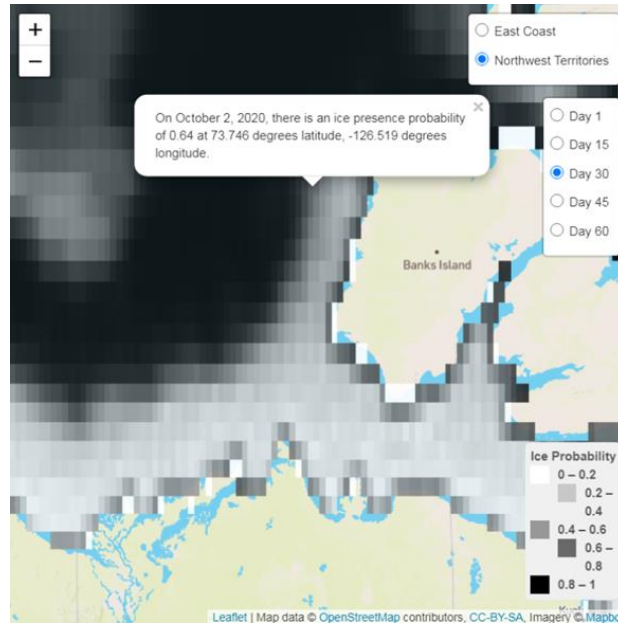 +
−
East Coast
Northwest Territories
×
On October 2, 2020, there is an ice presence probability
of 0.64 at 73.746 degrees latitude, -126.519 degrees
longitude.
Day 1
Day 15
Day 30
Day 45
Day 60
Banks Island
Ice Probability
0 – 0.2
0.2 –
0.4
0.4 – 0.6
0.6 –
0.8
0.8 – 1
Leaflet | Map data © OpenStreetMap contributors, CC-BY-SA, Imagery © Mapbo